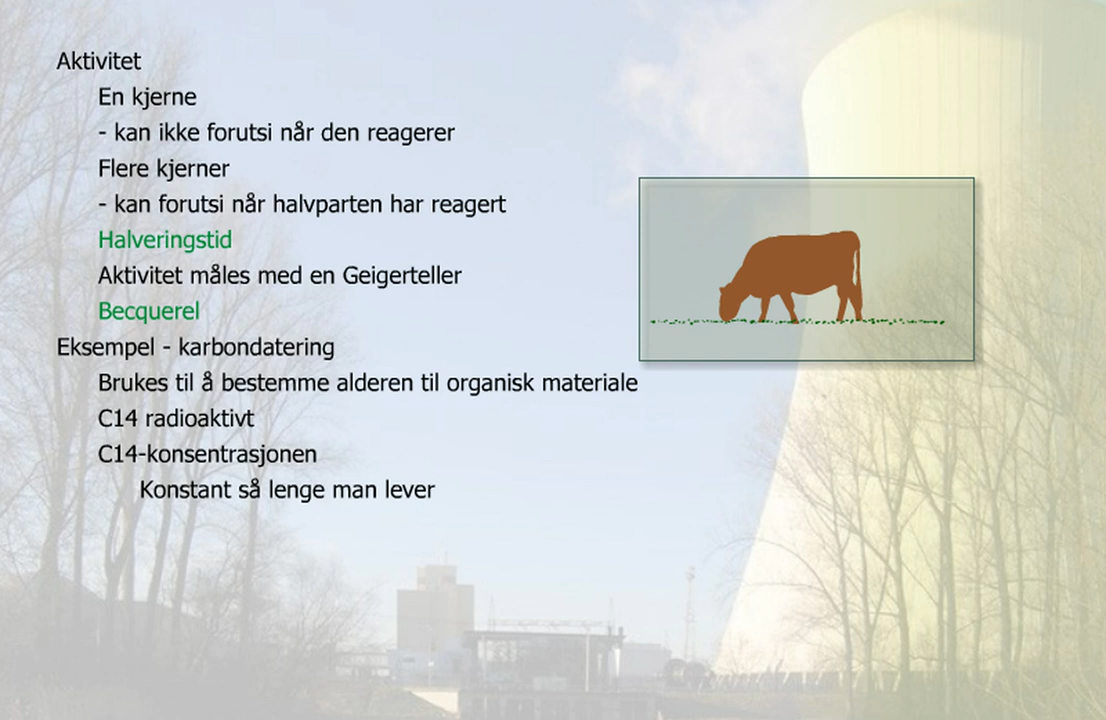 Aktivitet
En kjerne
- kan ikke forutsi når den reagerer
Flere kjerner
- kan forutsi når halvparten har reagert
Halveringstid
Aktivitet måles med en Geigerteller
Becquerel
Eksempel - karbondatering
Brukes til å bestemme alderen til organisk materiale
C14 radioaktivt
C14-konsentrasjonen
Konstant så lenge man lever